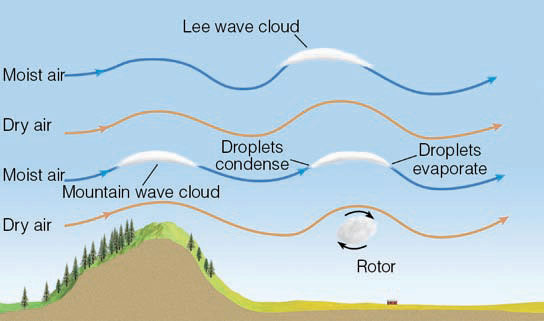 Lee wave cloud
Moist air
Dry air
Droplets
condense
Droplets
evaporate
Moist air
Mountain wave cloud
Dry air
Rotor